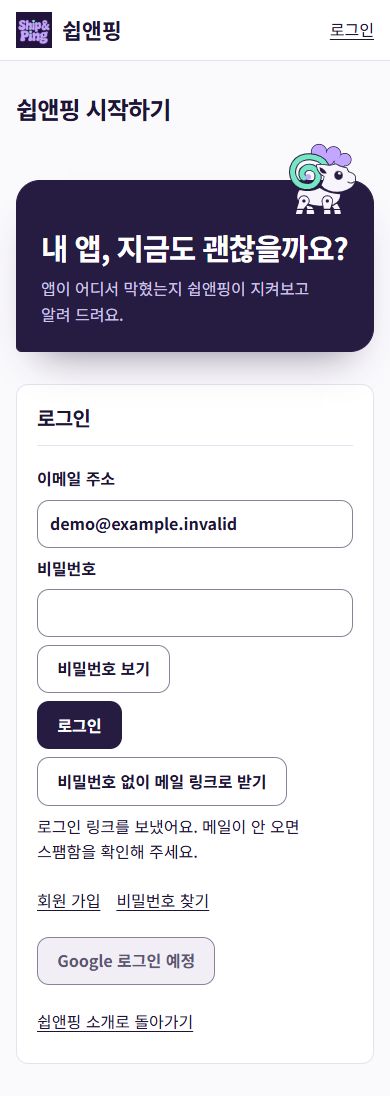 Ship&
Ping
쉽앤핑
로그인
쉽앤핑 시작하기
내 앱, 지금도 괜찮을까요?
앱이 어디서 막혔는지 쉽앤핑이 지켜보고
알려 드려요.
로그인
이메일 주소
demo@example.invalid
비밀번호
비밀번호 보기
로그인
비밀번호 없이 메일 링크로 받기
로그인 링크를 보냈어요. 메일이 안 오면
스팸함을 확인해 주세요.
회원 가입 비밀번호 찾기
Google 로그인 예정
쉽앤핑 소개로 돌아가기